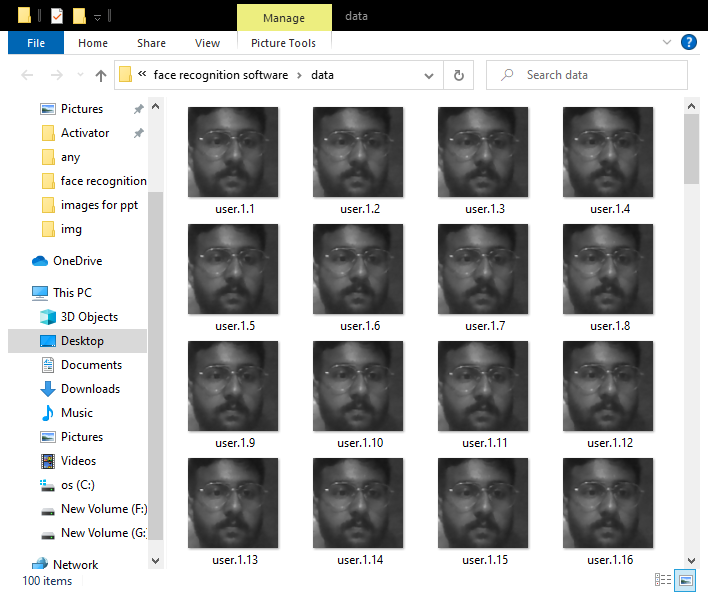 Manage
data
File
Home
Share
View
Picture Tools
?
« face recognition software › data
Search data
Pictures
Activator
any
face recognition
images for ppt
img
OneDrive
This PC
3D Objects
Desktop
Documents
Downloads
Music
Pictures
Videos
os (C:)
New Volume (F:)
New Volume (G:
Network
user.1.1
user.1.2
user.1.3
user.1.4
user.1.5
user.1.6
user.1.7
user.1.8
user.1.9
user.1.10
user.1.11
user.1.12
user.1.13
user.1.14
user.1.15
user.1.16
100 items